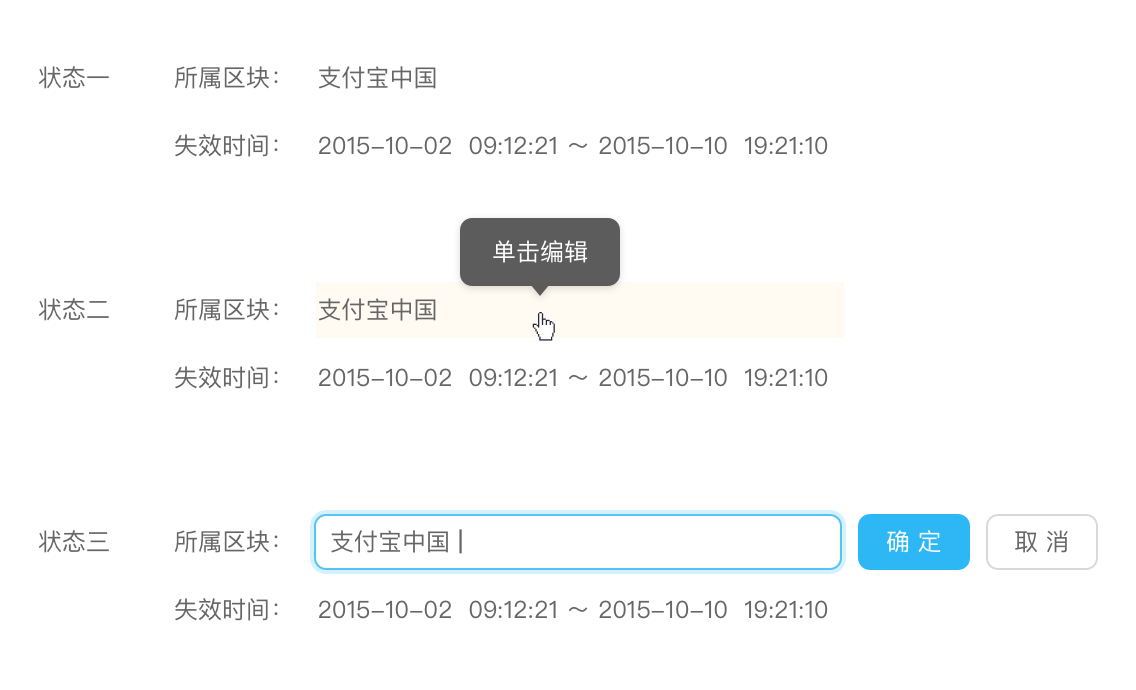 状态一 所属区块： 支付宝中国
失效时间： 2015-10-02 09:12:21 ～ 2015-10-10 19:21:10
单击编辑
状态二 所属区块： 支付宝中国
失效时间： 2015-10-02 09:12:21 ～ 2015-10-10 19:21:10
状态三 所属区块： 支付宝中国 确 定 取 消
失效时间： 2015-10-02 09:12:21 ～ 2015-10-10 19:21:10